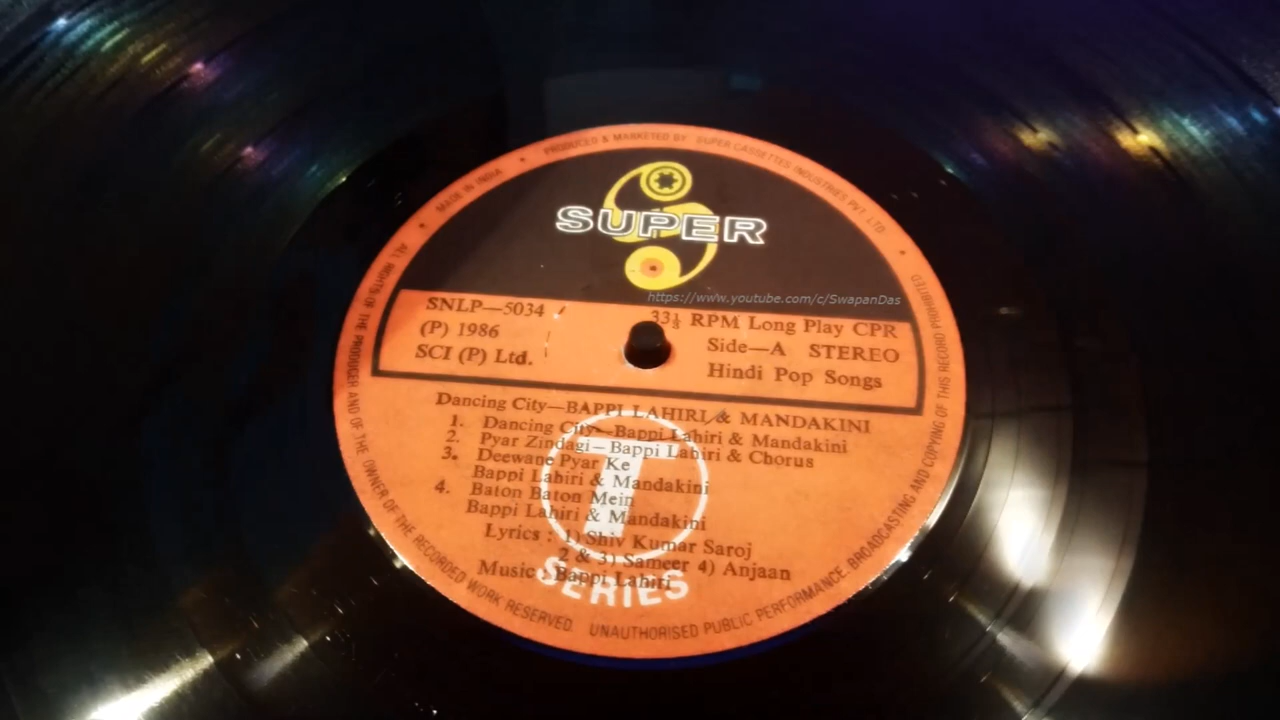 MADE IN INDIA • PRODUCED & MARKETED BY SUPER CASSETTES INDUSTRIES PVT. LTD.
SUPER
https://www.youtube.com/c/SwapanDas
SNLP—5034
33⅓ RPM Long Play CPR
(P) 1986
Side—A STEREO
SCI (P) Ltd.
Hindi Pop Songs
Dancing City—BAPPI LAHIRI & MANDAKINI
1. Dancing City—Bappi Lahiri & Mandakini
2. Pyar Zindagi—Bappi Lahiri & Chorus
3. Deewane Pyar Ke
Bappi Lahiri & Mandakini
4. Baton Baton Mein
Bappi Lahiri & Mandakini
Lyrics : 1) Shiv Kumar Saroj
2 & 3) Sameer 4) Anjaan
Music : Bappi Lahiri
T
SERIES
ALL RIGHTS OF THE PRODUCER AND OF THE OWNER OF THE RECORDED WORK RESERVED. UNAUTHORISED PUBLIC PERFORMANCE. BROADCASTING AND COPYING OF THIS RECORD PROHIBITED